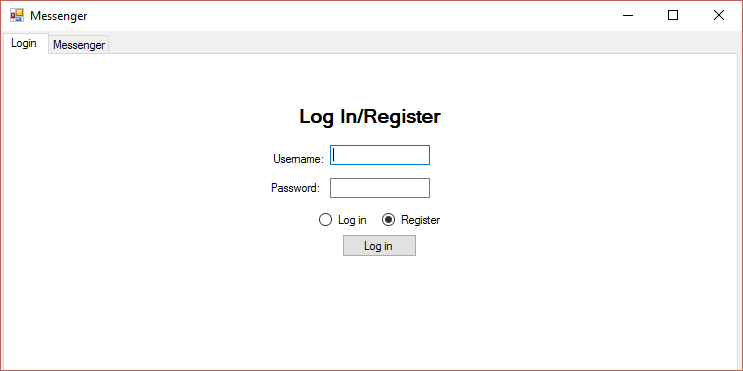 Messenger
Login Messenger
Log In/Register
Username:
Password:
Log in Register
Log in